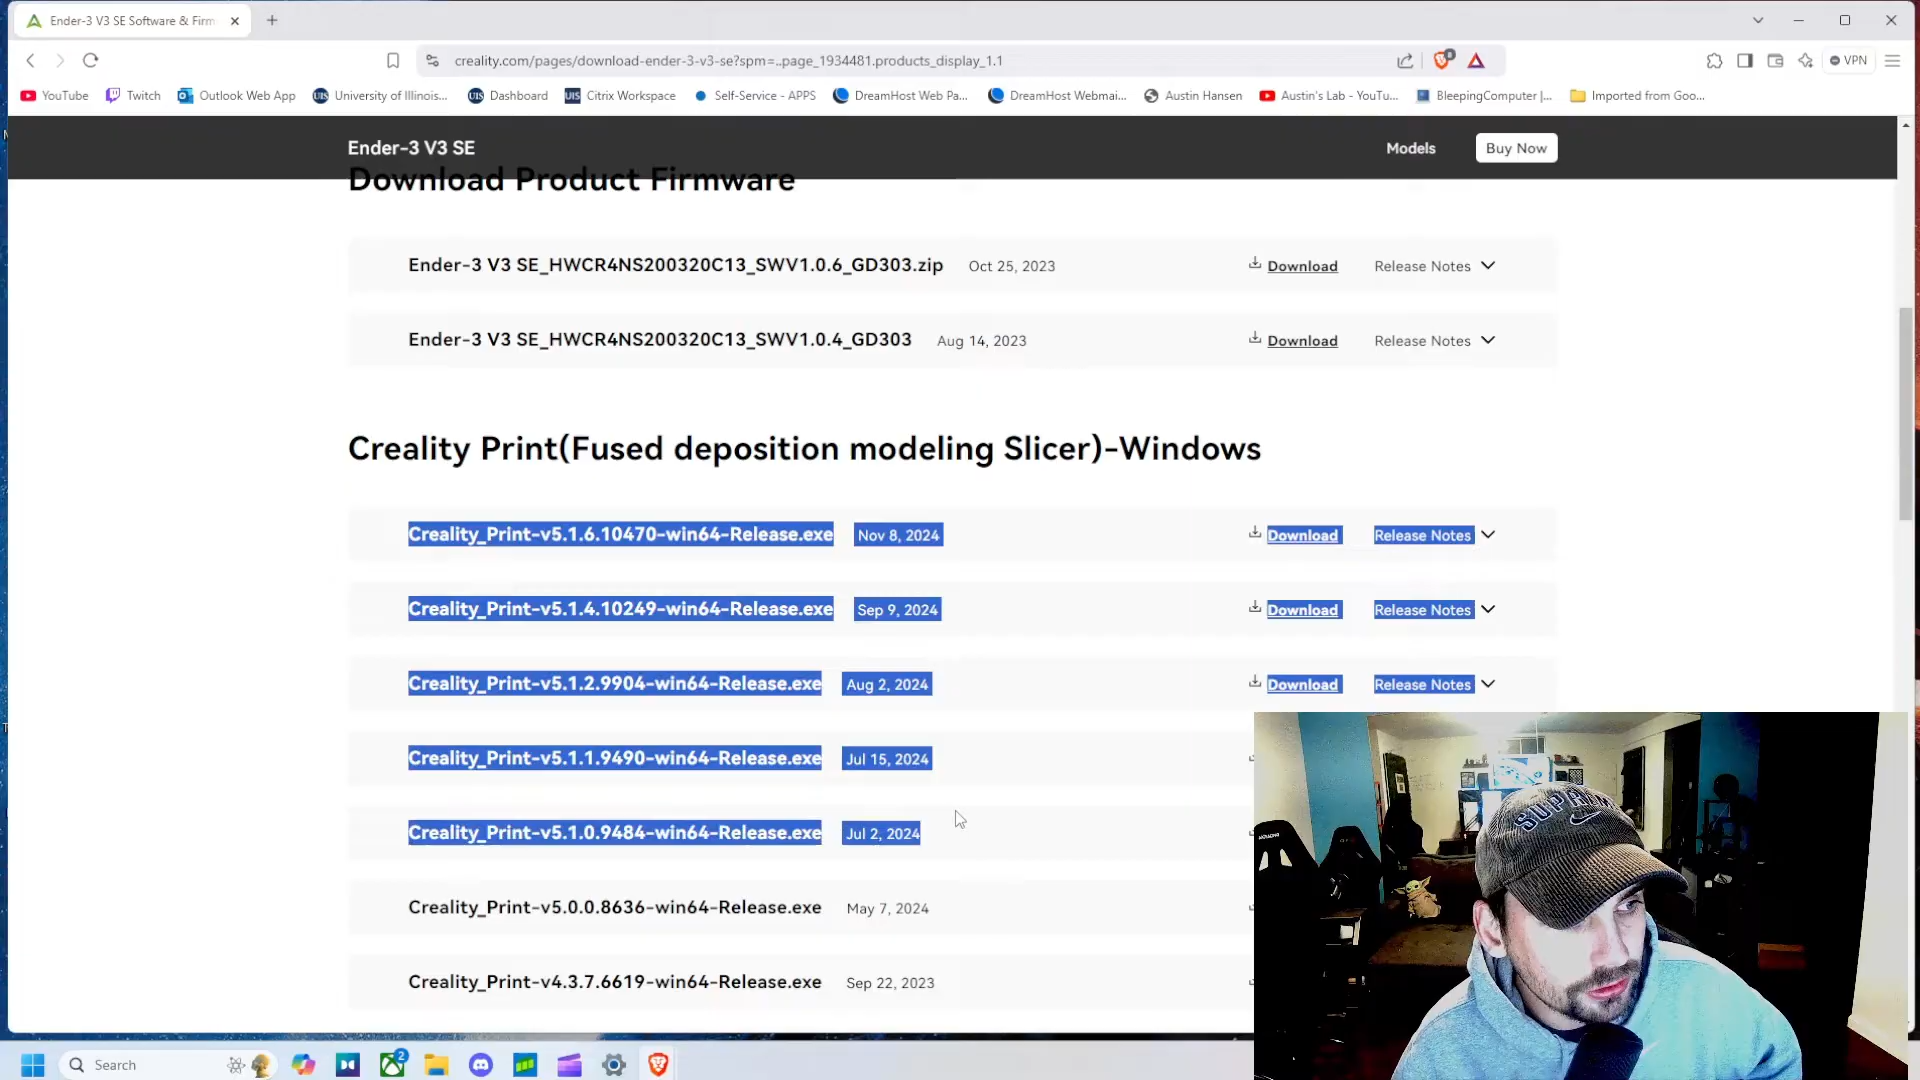 Ender-3 V3 SE Software & Firm
creality.com/pages/download-ender-3-v3-se?spm=..page_1934481.products_display_1.1
VPN
YouTube
Twitch
Outlook Web App
University of Illinois...
Dashboard
Citrix Workspace
Self-Service - APPS
DreamHost Web Pa...
DreamHost Webmai...
Austin Hansen
Austin's Lab - YouTu...
BleepingComputer |...
Imported from Goo...
Ender-3 V3 SE
Models
Buy Now
Download Product Firmware
Ender-3 V3 SE_HWCR4NS200320C13_SWV1.0.6_GD303.zip Oct 25, 2023 Download Release Notes
Ender-3 V3 SE_HWCR4NS200320C13_SWV1.0.4_GD303 Aug 14, 2023 Download Release Notes
Creality Print(Fused deposition modeling Slicer)-Windows
Creality_Print-v5.1.6.10470-win64-Release.exe Nov 8, 2024 Download Release Notes
Creality_Print-v5.1.4.10249-win64-Release.exe Sep 9, 2024 Download Release Notes
Creality_Print-v5.1.2.9904-win64-Release.exe Aug 2, 2024 Download Release Notes
Creality_Print-v5.1.1.9490-win64-Release.exe Jul 15, 2024
Creality_Print-v5.1.0.9484-win64-Release.exe Jul 2, 2024
Creality_Print-v5.0.0.8636-win64-Release.exe May 7, 2024
Creality_Print-v4.3.7.6619-win64-Release.exe Sep 22, 2023
SUPREME
Search
2